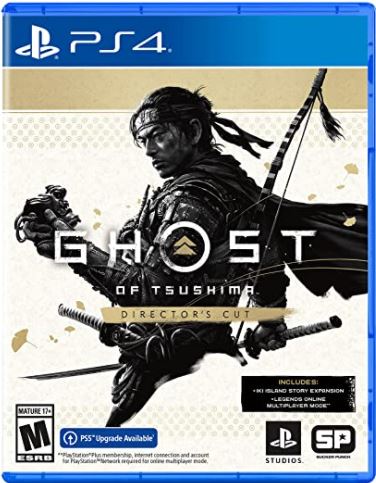 PS4
GHOST
OF TSUSHIMA
DIRECTOR'S CUT
INCLUDES:
• IKI ISLAND STORY EXPANSION
• LEGENDS ONLINE
MULTIPLAYER MODE**
MATURE 17+
M
ESRB
PS5™ Upgrade Available*
**PlayStation®Plus membership, internet connection and account
for PlayStation™Network required for online multiplayer mode.
PLAYSTATION
STUDIOS
SP
SUCKER PUNCH